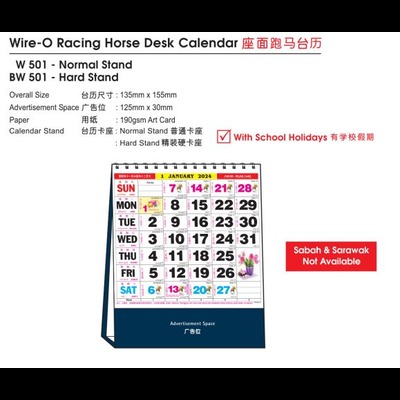 Wire-O Racing Horse Desk Calendar 座面跑马台历
W 501 - Normal Stand
BW 501 - Hard Stand
Overall Size 台历尺寸 : 135mm x 155mm
Advertisement Space 广告位 : 125mm x 30mm
Paper 用纸 : 190gsm Art Card
Calendar Stand 台历卡座 : Normal Stand 普通卡座
: Hard Stand 精装硬卡座
With School Holidays 有学校假期
Sabah & Sarawak
Not Available
1 JANUARY 2024
SUN 7 14 21 28
MON 1 8 15 22 29
TUE 2 9 16 23 30
WED 3 10 17 24 31
THU 4 11 18 25
FRI 5 12 19 26
SAT 6 13 20 27
Advertisement Space
广告位